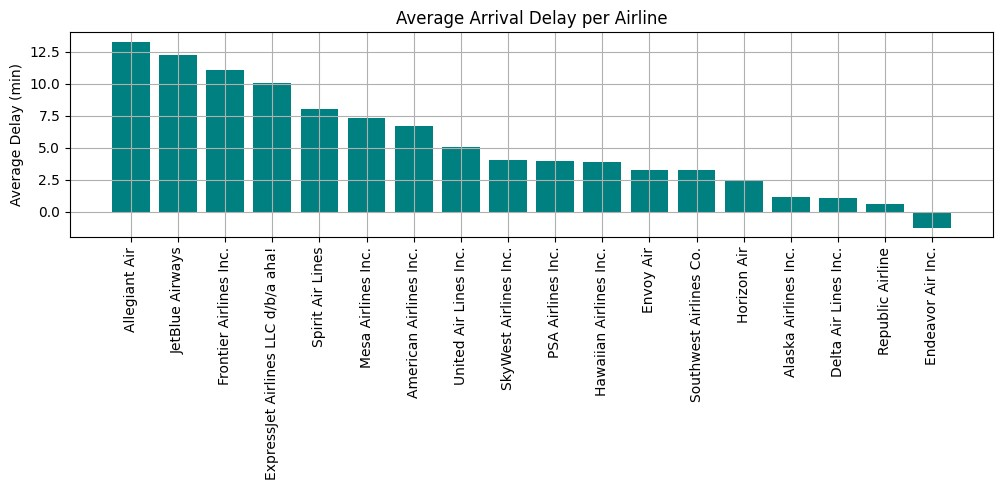 Average Arrival Delay per Airline
Average Delay (min)
12.5
10.0
7.5
5.0
2.5
0.0
Allegiant Air
JetBlue Airways
Frontier Airlines Inc.
ExpressJet Airlines LLC d/b/a aha!
Spirit Air Lines
Mesa Airlines Inc.
American Airlines Inc.
United Air Lines Inc.
SkyWest Airlines Inc.
PSA Airlines Inc.
Hawaiian Airlines Inc.
Envoy Air
Southwest Airlines Co.
Horizon Air
Alaska Airlines Inc.
Delta Air Lines Inc.
Republic Airline
Endeavor Air Inc.